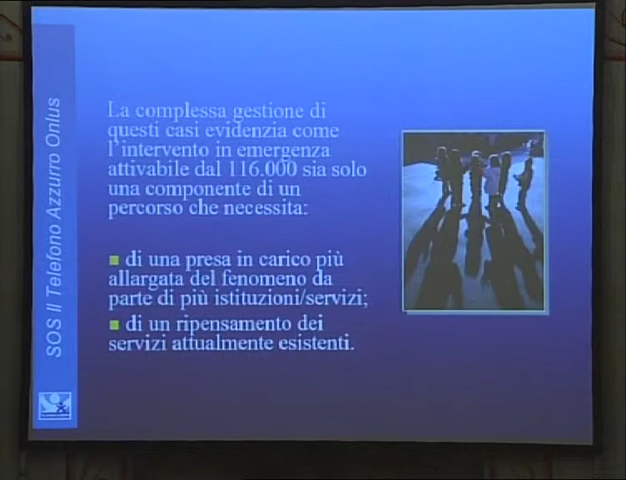 SOS Il Telefono Azzurro Onlus
La complessa gestione di
questi casi evidenzia come
l'intervento in emergenza
attivabile dal 116.000 sia solo
una componente di un
percorso che necessita:
di una presa in carico più
allargata del fenomeno da
parte di più istituzioni/servizi;
di un ripensamento dei
servizi attualmente esistenti.